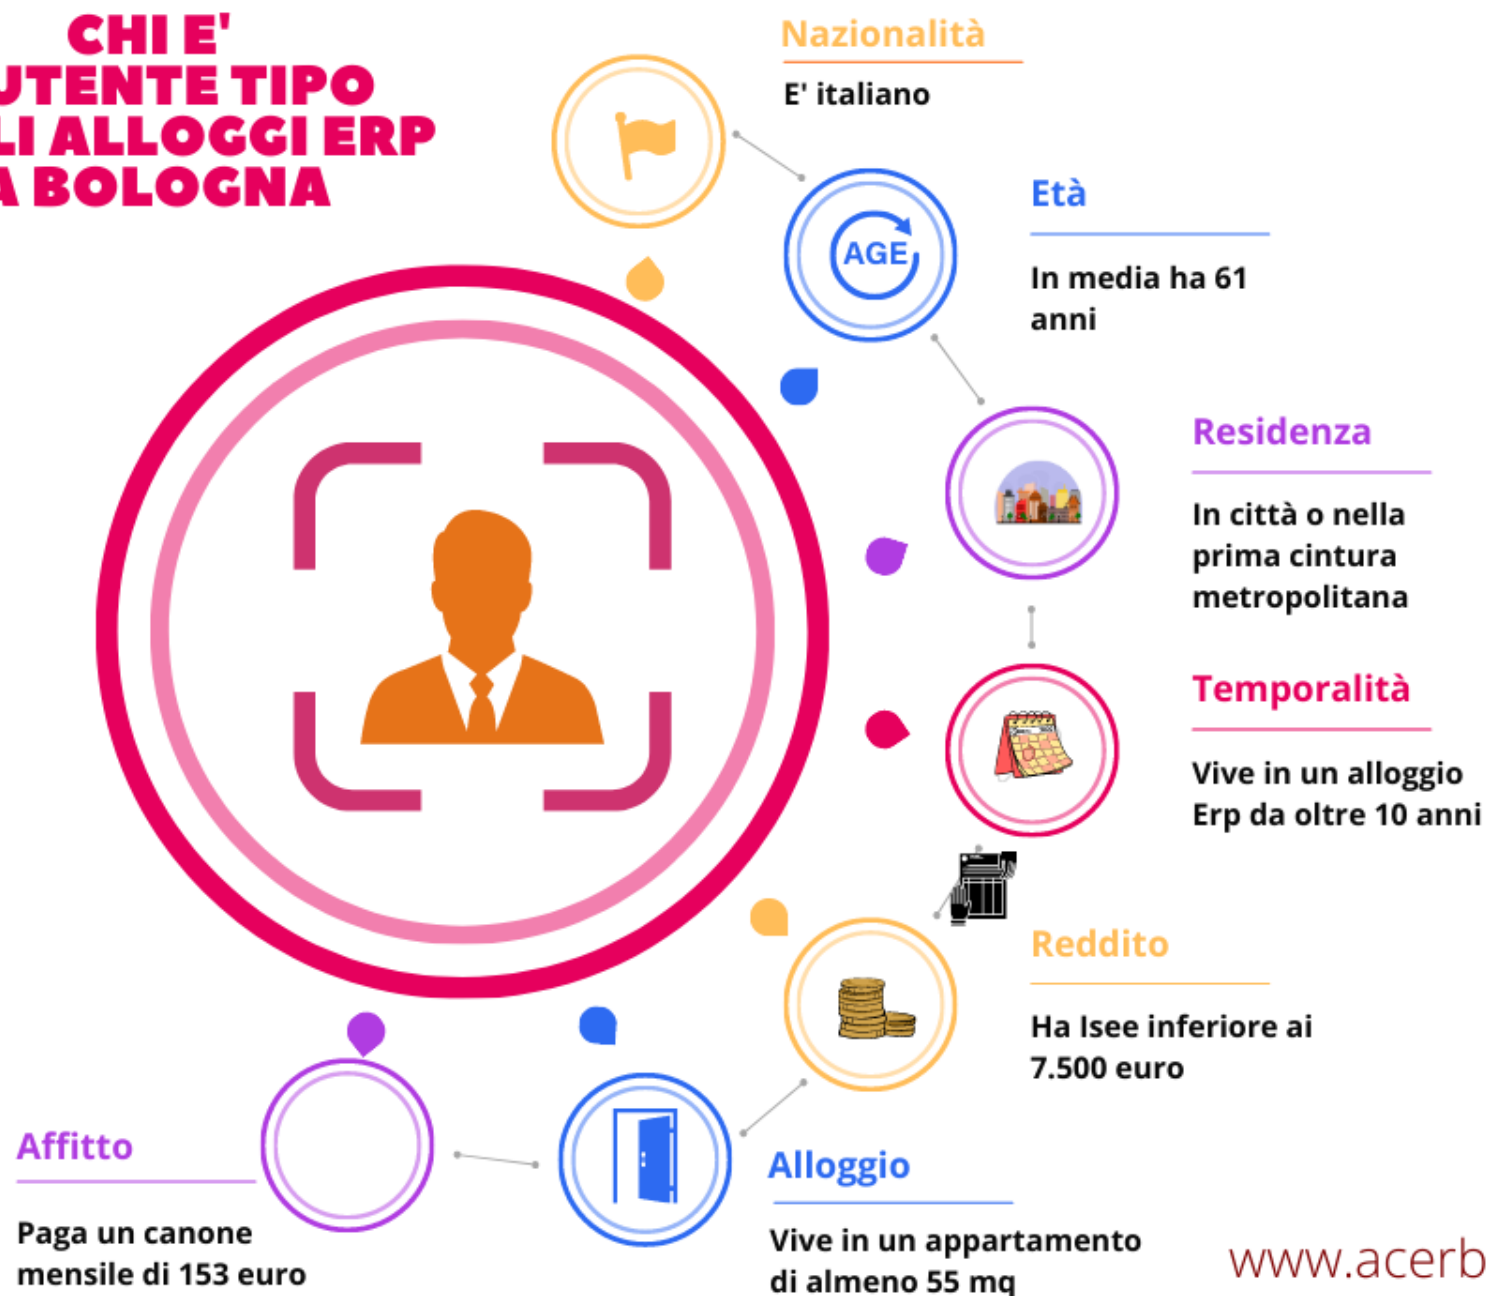 CHI E'
UTENTE TIPO
LI ALLOGGI ERP
A BOLOGNA
Nazionalità
E' italiano
AGE
Età
In media ha 61
anni
Residenza
In città o nella
prima cintura
metropolitana
Temporalità
Vive in un alloggio
Erp da oltre 10 anni
Reddito
Ha Isee inferiore ai
7.500 euro
Alloggio
Vive in un appartamento
di almeno 55 mq
Affitto
Paga un canone
mensile di 153 euro
www.acerb